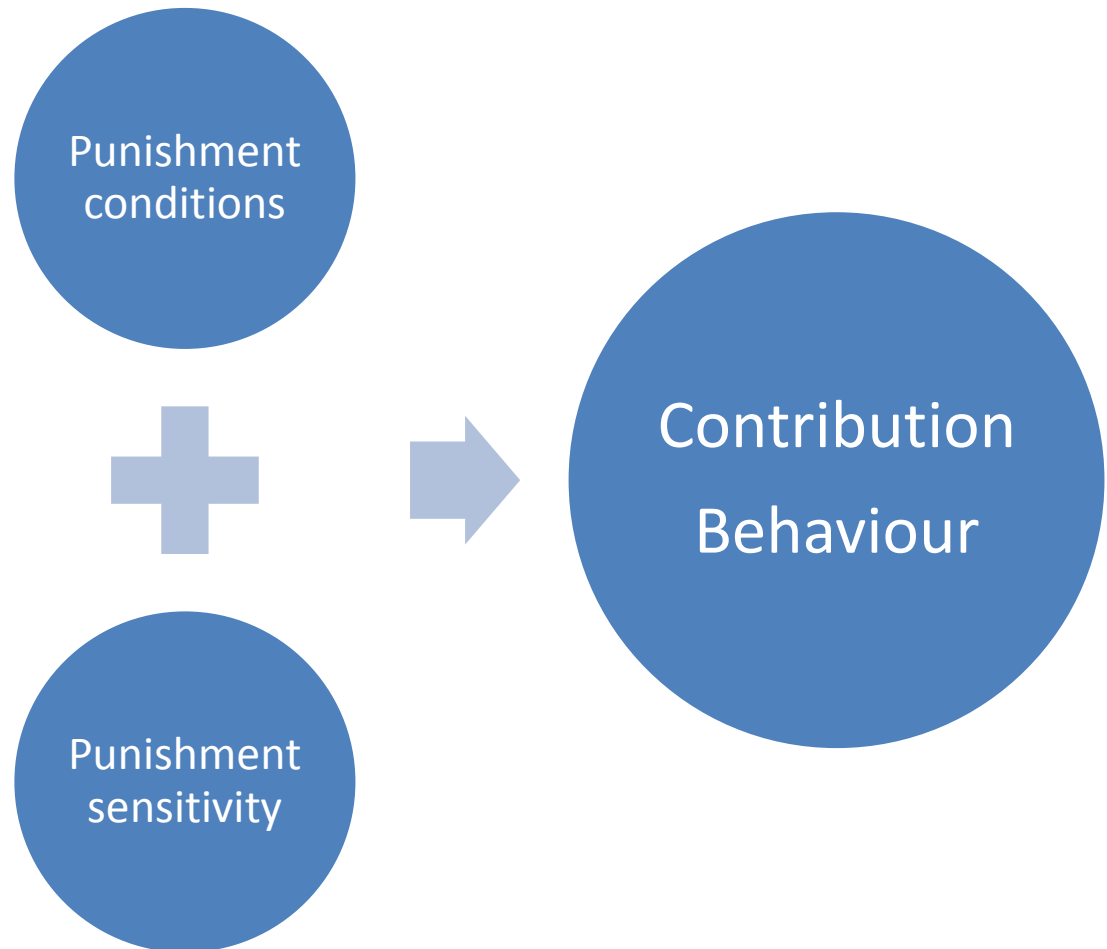 Punishment
conditions
Punishment
sensitivity
Contribution
Behaviour